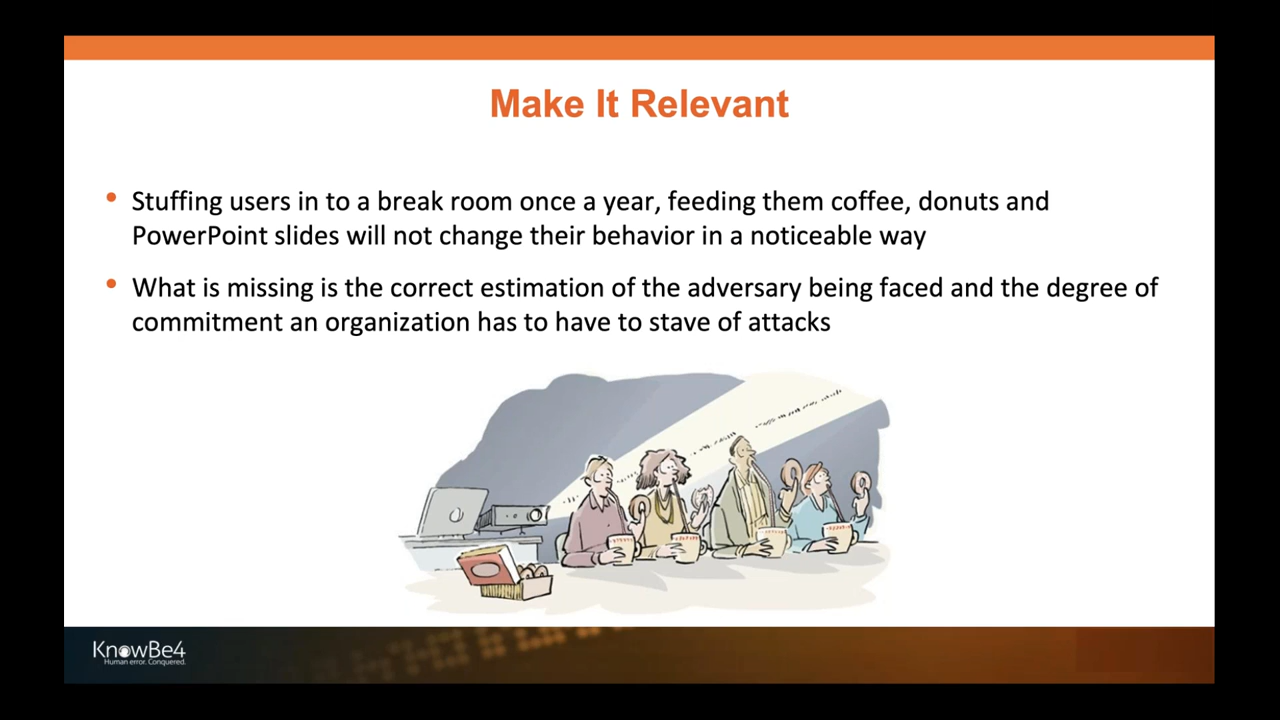 Make It Relevant
• Stuffing users in to a break room once a year, feeding them coffee, donuts and
PowerPoint slides will not change their behavior in a noticeable way
• What is missing is the correct estimation of the adversary being faced and the degree of
commitment an organization has to have to stave of attacks
KnowBe4
Human error. Conquered.